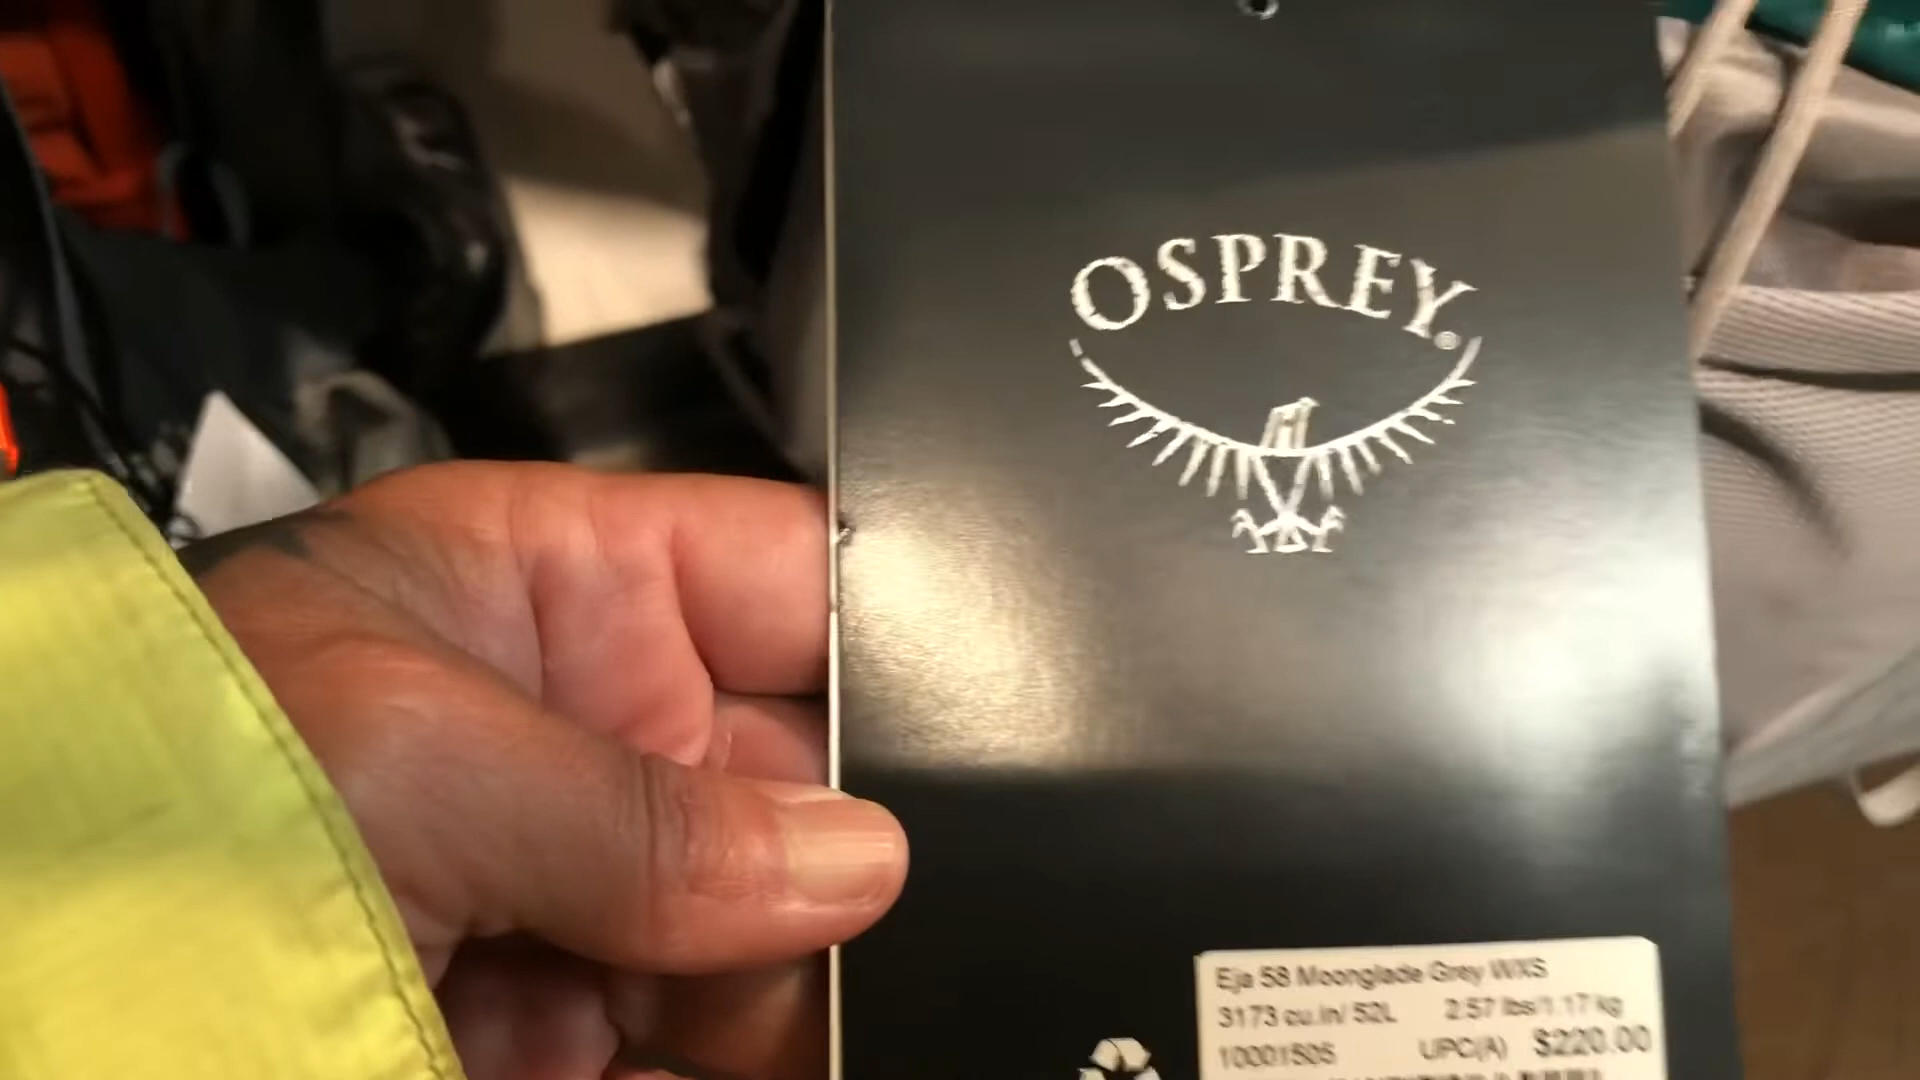 OSPREY®
Eja 58 Moonglade Grey WXS
3173 cu.in/ 52L 2.57 lbs/1.17 kg
10001505 UPC(A) $220.00